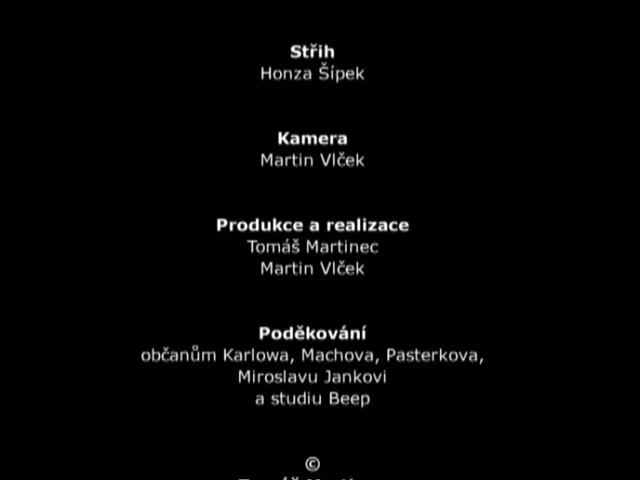 Střih
Honza Šípek
Kamera
Martin Vlček
Produkce a realizace
Tomáš Martinec
Martin Vlček
Poděkování
občanům Karlowa, Machova, Pasterkova,
Miroslavu Jankovi
a studiu Beep
©